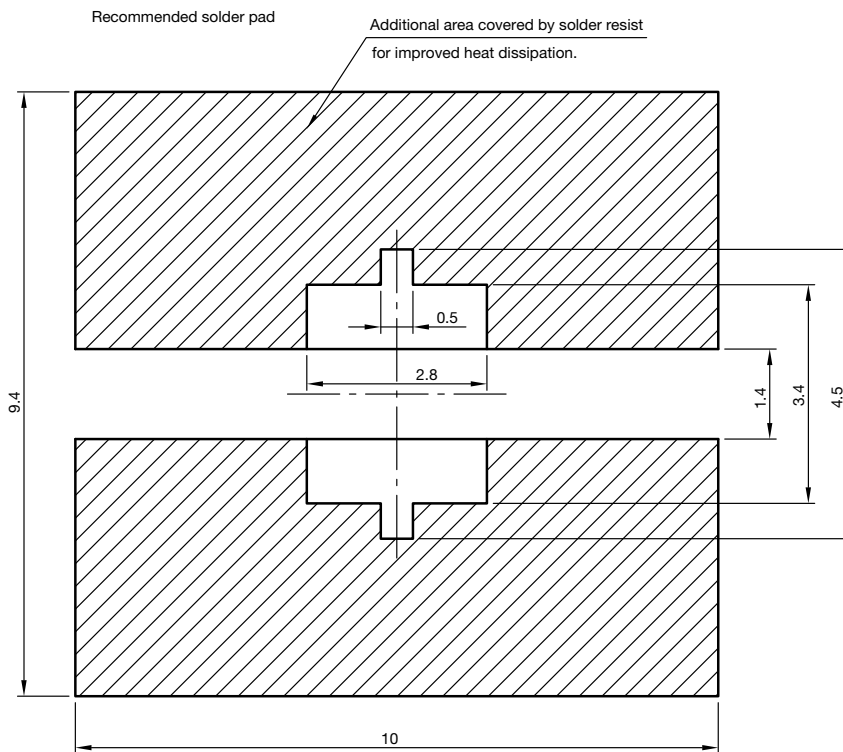 Recommended solder pad
Additional area covered by solder resist
for improved heat dissipation.
0.5
2.8
9.4
1.4
3.4
4.5
10